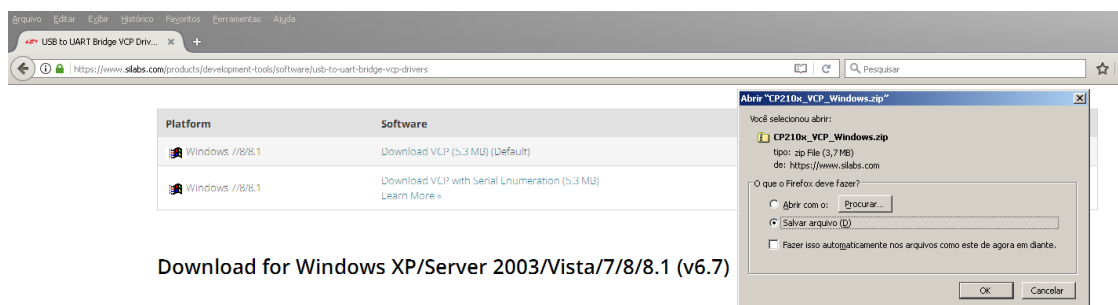 Arquivo Editar Exibir Histórico Favoritos Ferramentas Ajuda
USB to UART Bridge VCP Driv... × +
https://www.silabs.com/products/development-tools/software/usb-to-uart-bridge-vcp-drivers
Pesquisar
Platform Software
Windows 7/8/8.1 Download VCP (5.3 MB) (Default)
Windows 7/8/8.1 Download VCP with Serial Enumeration (5.3 MB)
Learn More »
Download for Windows XP/Server 2003/Vista/7/8/8.1 (v6.7)
Abrir "CP210x_VCP_Windows.zip"
Você selecionou abrir:
CP210x_VCP_Windows.zip
tipo: zip File (3,7 MB)
de: https://www.silabs.com
O que o Firefox deve fazer?
Abrir com o: Procurar...
Salvar arquivo (D)
Fazer isso automaticamente nos arquivos como este de agora em diante.
OK Cancelar